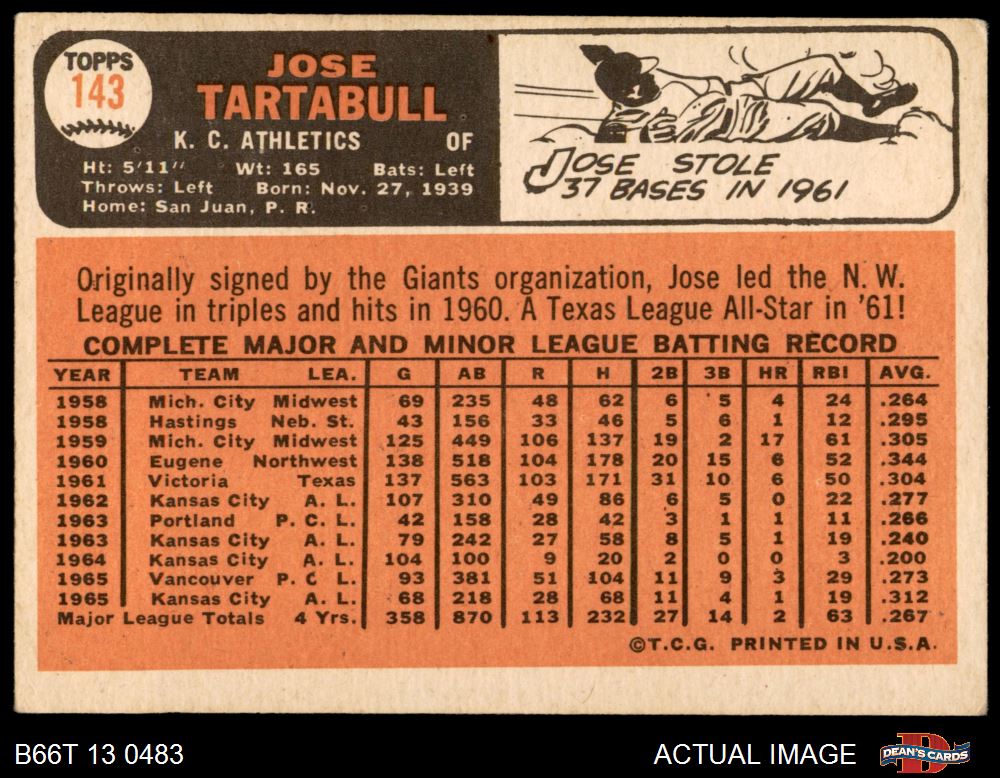 TOPPS
143
JOSE
TARTABULL
K. C. ATHLETICS OF
Ht: 5'11" Wt: 165 Bats: Left
Throws: Left Born: Nov. 27, 1939
Home: San Juan, P. R.
JOSE STOLE
37 BASES IN 1961
Originally signed by the Giants organization, Jose led the N. W.
League in triples and hits in 1960. A Texas League All-Star in '61!
COMPLETE MAJOR AND MINOR LEAGUE BATTING RECORD
YEAR TEAM LEA. G AB R H 2B 3B HR RBI AVG.
1958 Mich. City Midwest 69 235 48 62 6 5 4 24 .264
1958 Hastings Neb. St. 43 156 33 46 5 6 1 12 .295
1959 Mich. City Midwest 125 449 106 137 19 2 17 61 .305
1960 Eugene Northwest 138 518 104 178 20 15 6 52 .344
1961 Victoria Texas 137 563 103 171 31 10 6 50 .304
1962 Kansas City A. L. 107 310 49 86 6 5 0 22 .277
1963 Portland P. C. L. 42 158 28 42 3 1 1 11 .266
1963 Kansas City A. L. 79 242 27 58 8 5 1 19 .240
1964 Kansas City A. L. 104 100 9 20 2 0 0 3 .200
1965 Vancouver P. C L. 93 381 51 104 11 9 3 29 .273
1965 Kansas City A. L. 68 218 28 68 11 4 1 19 .312
Major League Totals 4 Yrs. 358 870 113 232 27 14 2 63 .267
©T.C.G. PRINTED IN U.S.A.
B66T 13 0483 ACTUAL IMAGE DEAN'S CARDS